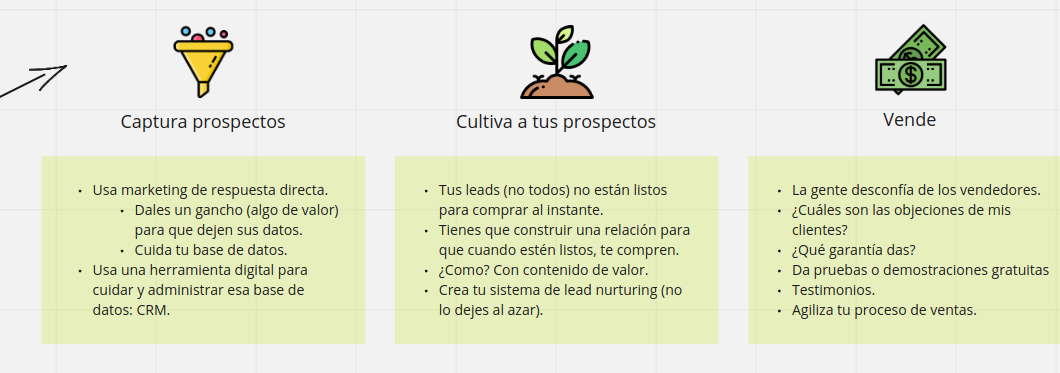 Captura prospectos
• Usa marketing de respuesta directa.
• Dales un gancho (algo de valor)
para que dejen sus datos.
• Cuida tu base de datos.
• Usa una herramienta digital para
cuidar y administrar esa base de
datos: CRM.
Cultiva a tus prospectos
• Tus leads (no todos) no están listos
para comprar al instante.
• Tienes que construir una relación para
que cuando estén listos, te compren.
• ¿Como? Con contenido de valor.
• Crea tu sistema de lead nurturing (no
lo dejes al azar).
Vende
• La gente desconfía de los vendedores.
• ¿Cuáles son las objeciones de mis
clientes?
• ¿Qué garantía das?
• Da pruebas o demostraciones gratuitas
• Testimonios.
• Agiliza tu proceso de ventas.